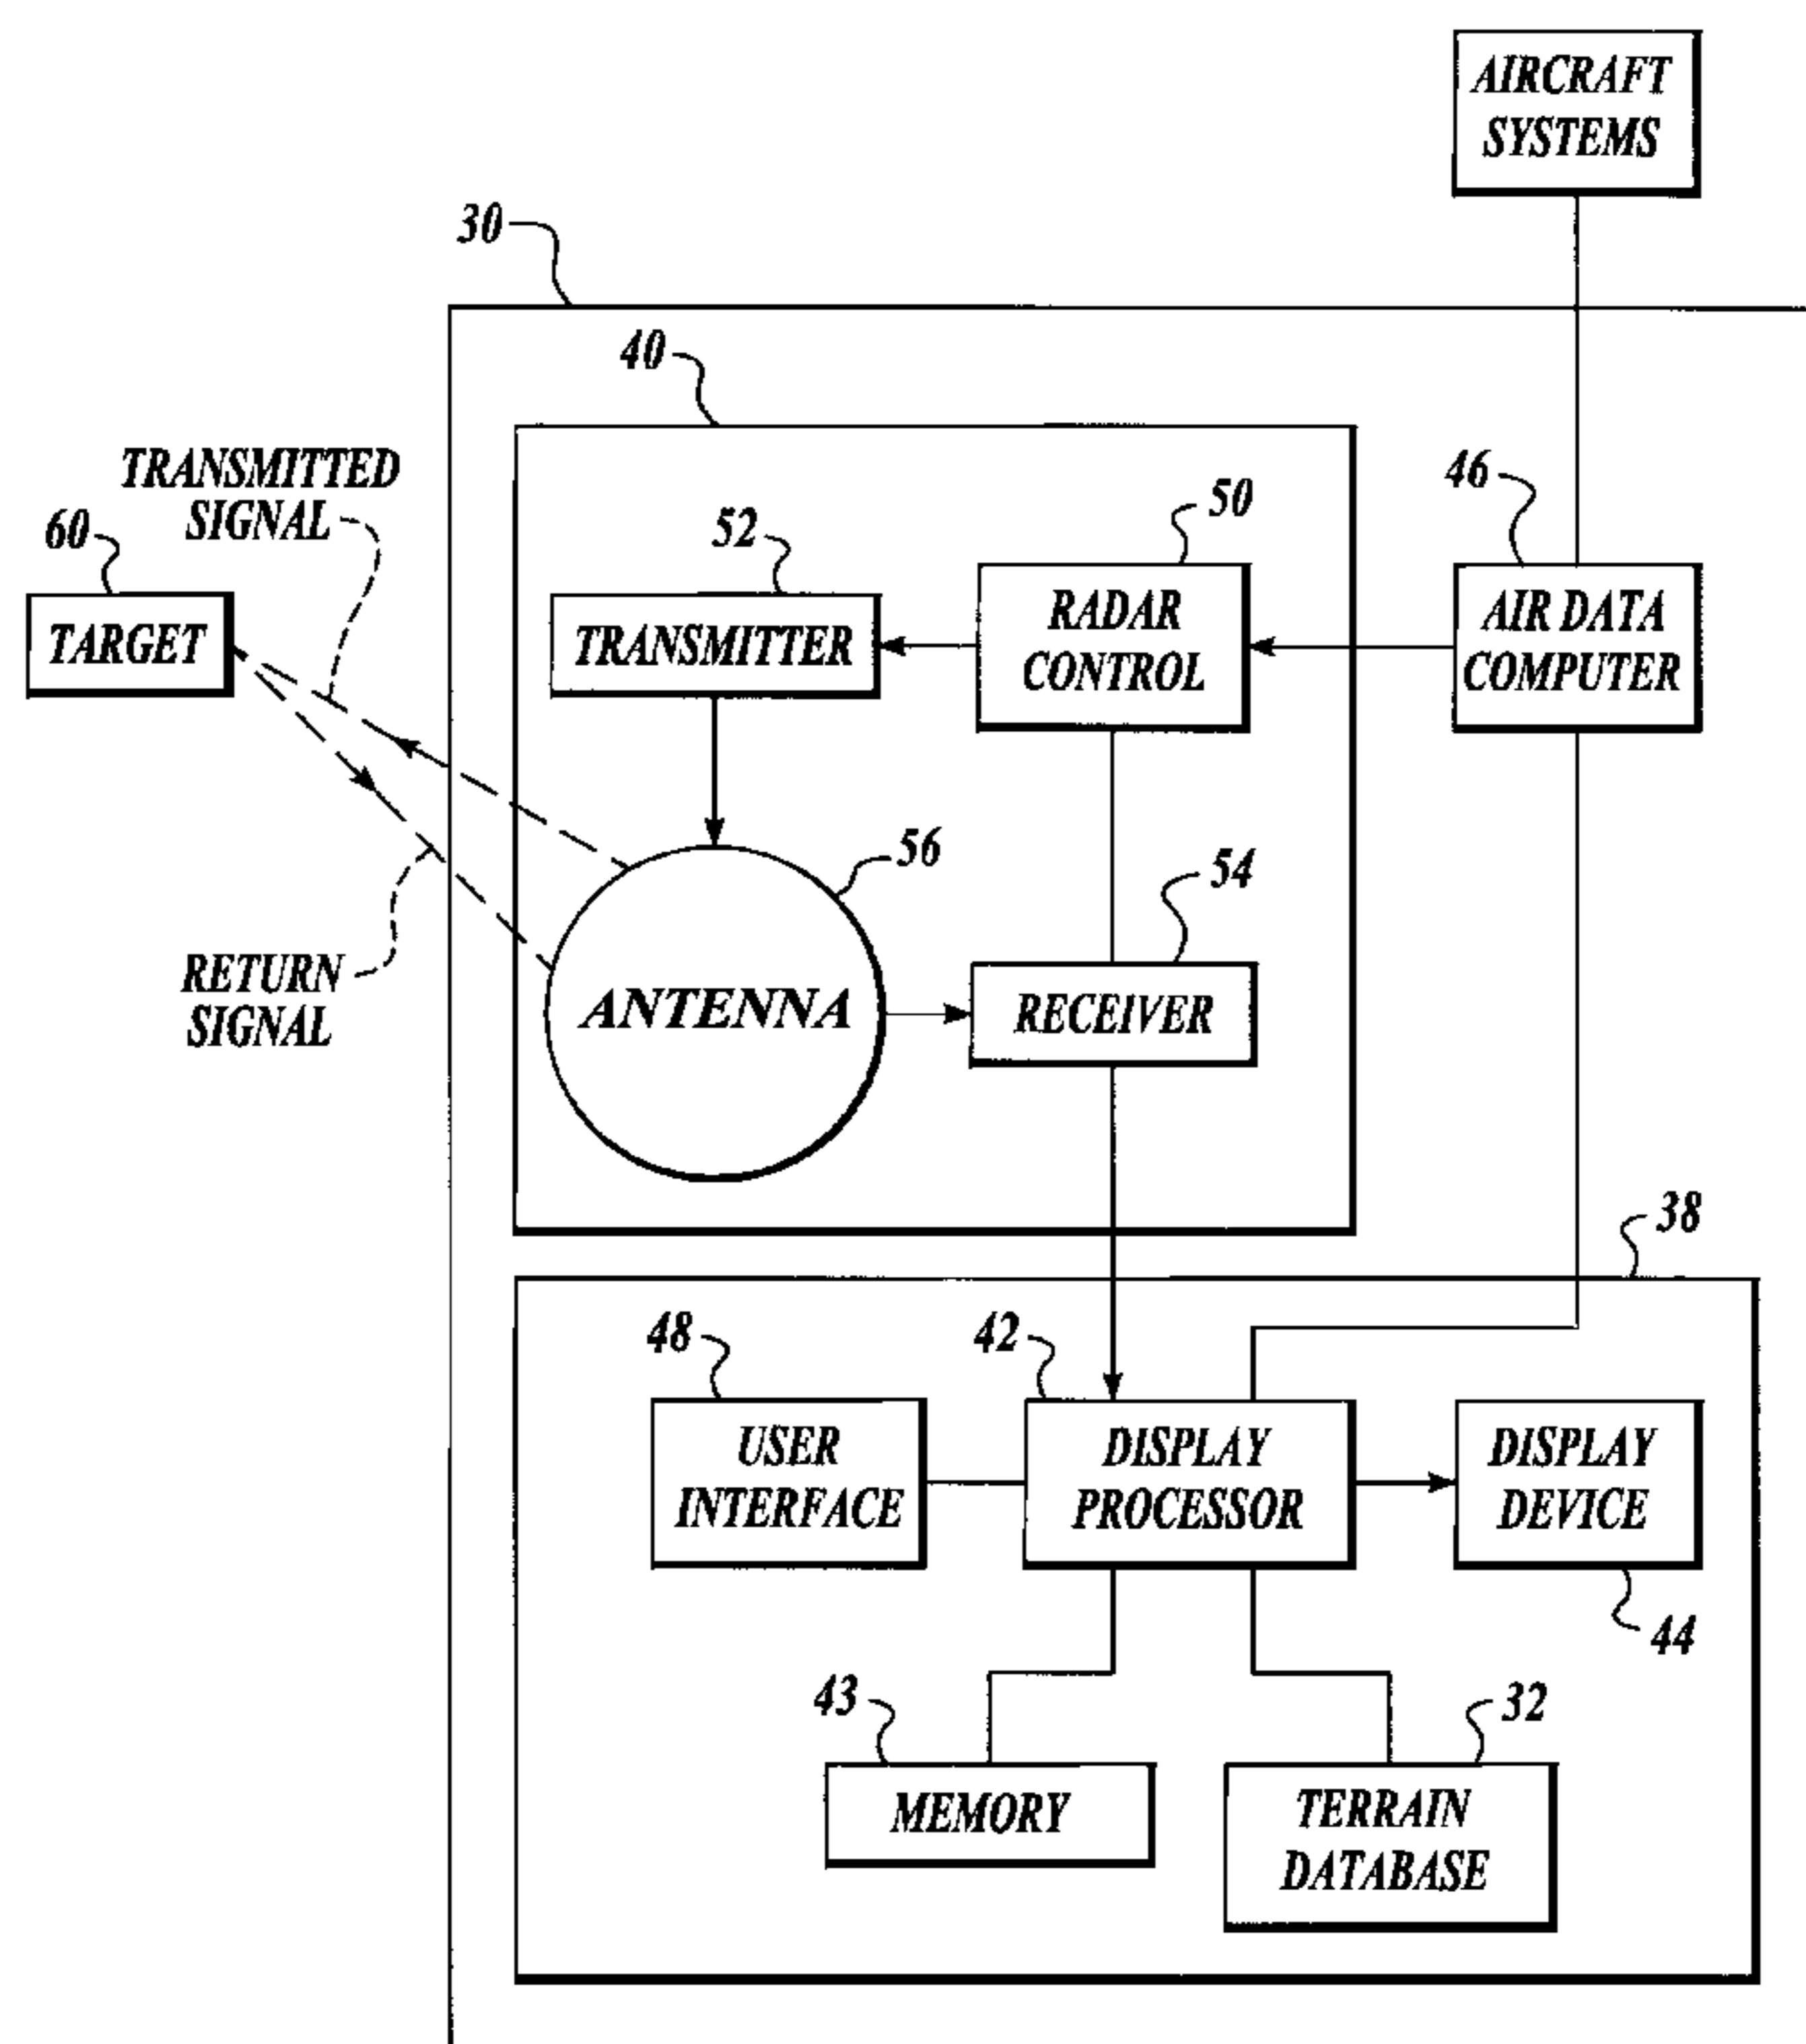 AIRCRAFT
SYSTEMS
30
40
TRANSMITTED
SIGNAL
46
50
52
60
TARGET
TRANSMITTER
RADAR
CONTROL
AIR DATA
COMPUTER
56
54
RETURN
SIGNAL
ANTENNA
RECEIVER
38
48
42
USER
INTERFACE
DISPLAY
PROCESSOR
DISPLAY
DEVICE
44
43
32
MEMORY
TERRAIN
DATABASE